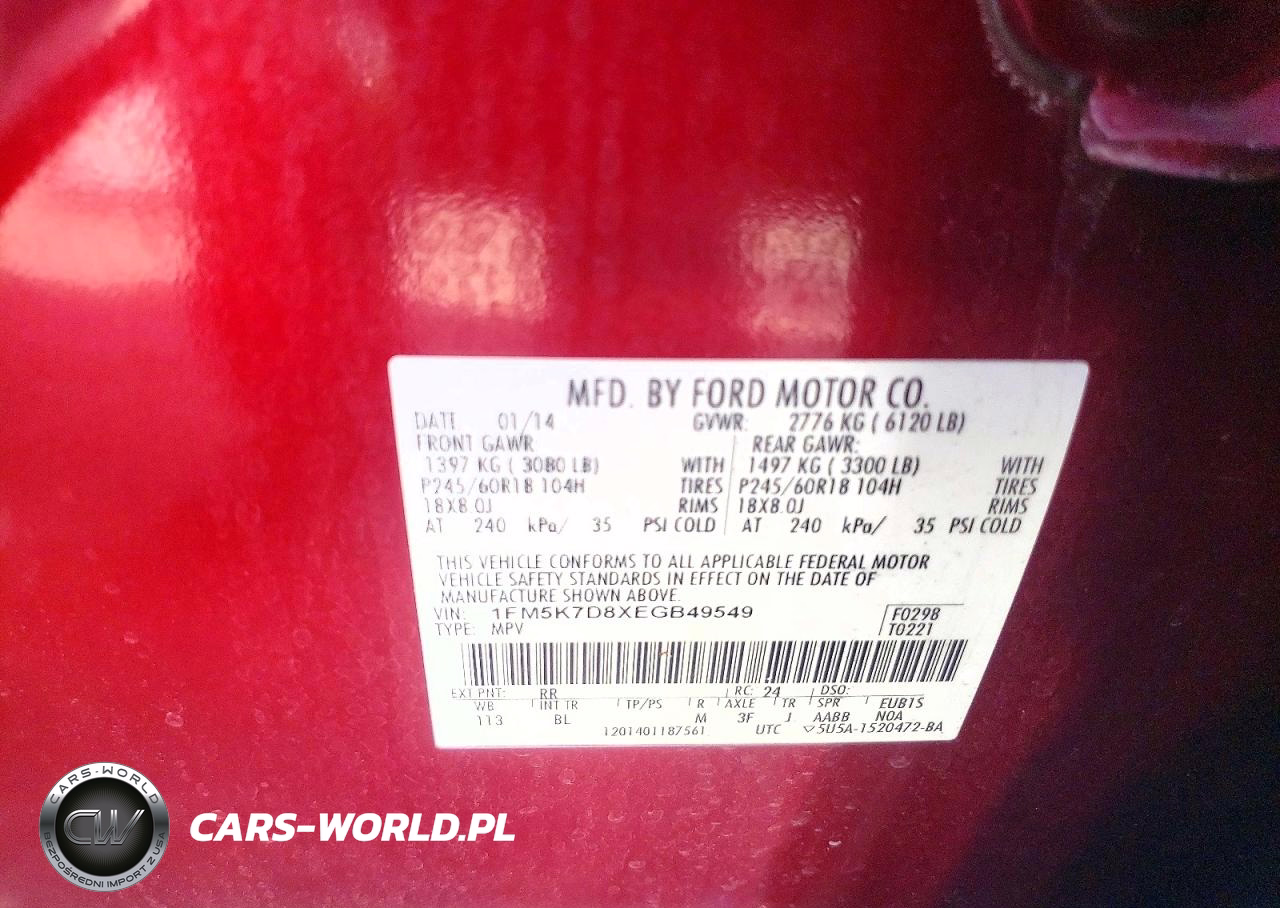 MFD. BY FORD MOTOR CO.
DATE 01/14 GVWR: 2776 KG ( 6120 LB)
FRONT GAWR REAR GAWR:
1397 KG ( 3080 LB) WITH 1497 KG ( 3300 LB) WITH
P245/60R18 104H TIRES P245/60R18 104H TIRES
18X8.0J RIMS 18X8.0J RIMS
AT 240 kPa/ 35 PSI COLD AT 240 kPa/ 35 PSI COLD
THIS VEHICLE CONFORMS TO ALL APPLICABLE FEDERAL MOTOR
VEHICLE SAFETY STANDARDS IN EFFECT ON THE DATE OF
MANUFACTURE SHOWN ABOVE.
VIN: 1FM5K7D8XEGB49549 F0298
TYPE: MPV T0221
EXT PNT: RR RC: 24 DSO:
WB INT TR TP/PS R AXLE TR SPR EUB1S
113 BL M 3F J AABB N0A
1201401187561 UTC ▽5U5A-1520472-BA
CARS-WORLD
CW
BEZPOŚREDNI IMPORT Z USA
CARS-WORLD.PL